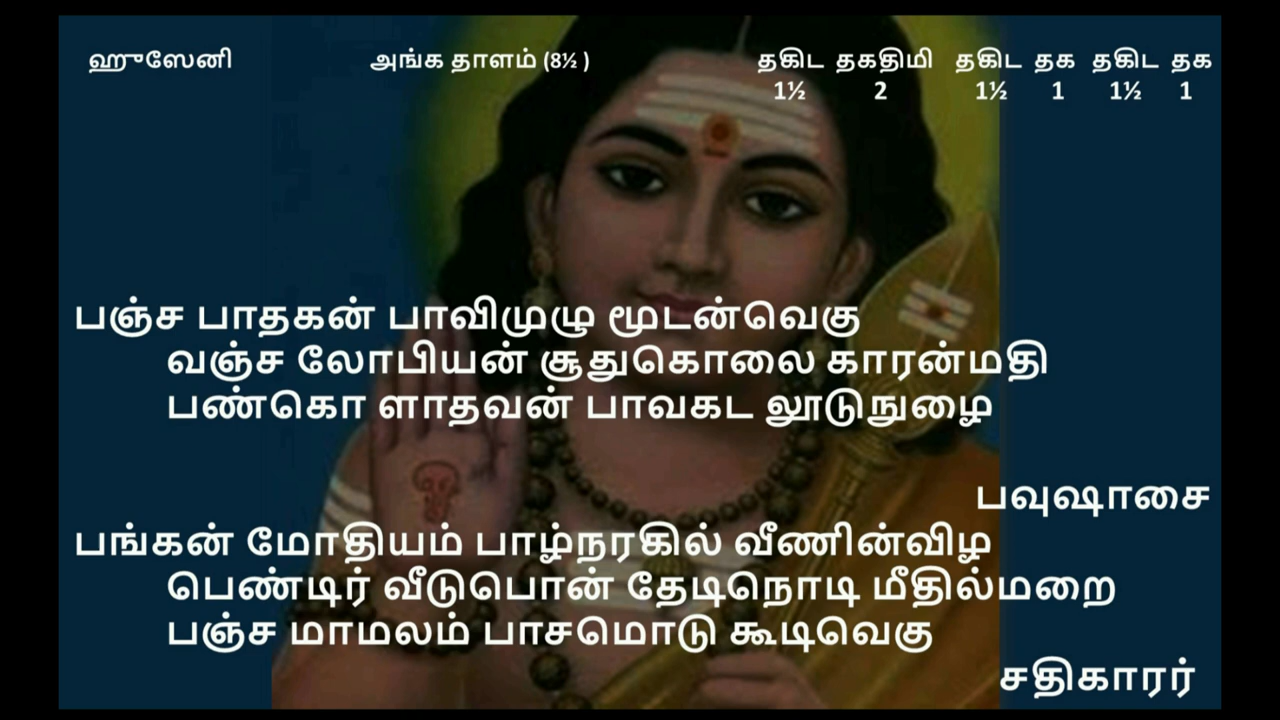 ஹுஸேனி அங்க தாளம் (8½ ) தகிட தகதிமி தகிட தக தகிட தக
1½ 2 1½ 1 1½ 1
பஞ்ச பாதகன் பாவிமுழு மூடன்வெகு
வஞ்ச லோபியன் சூதுகொலை காரன்மதி
பண்கொ ளாதவன் பாவகட லூடுநுழை
பவுஷாசை
பங்கன் மோதியம் பாழ்நரகில் வீணின்விழ
பெண்டிர் வீடுபொன் தேடிநொடி மீதில்மறை
பஞ்ச மாமலம் பாசமொடு கூடிவெகு
சதிகாரர்